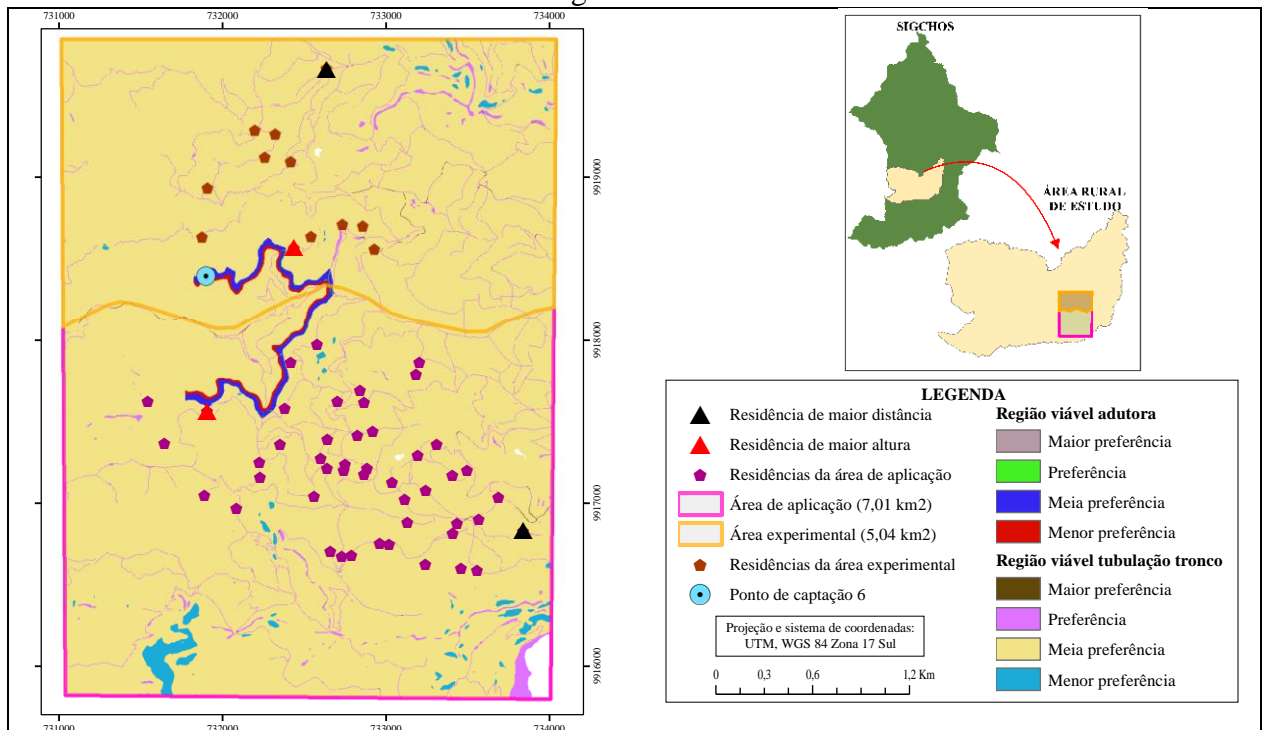 731000 732000 733000 734000
9919000
9918000
9917000
9916000
731000 732000 733000 734000
SIGCHOS
ÁREA RURAL
DE ESTUDO
LEGENDA
Residência de maior distância
Residência de maior altura
Residências da área de aplicação
Área de aplicação (7,01 km2)
Área experimental (5,04 km2)
Residências da área experimental
Ponto de captação 6
Projeção e sistema de coordenadas:
UTM, WGS 84 Zona 17 Sul
0 0,3 0,6 1,2 Km
Região viável adutora
Maior preferência
Preferência
Meia preferência
Menor preferência
Região viável tubulação tronco
Maior preferência
Preferência
Meia preferência
Menor preferência